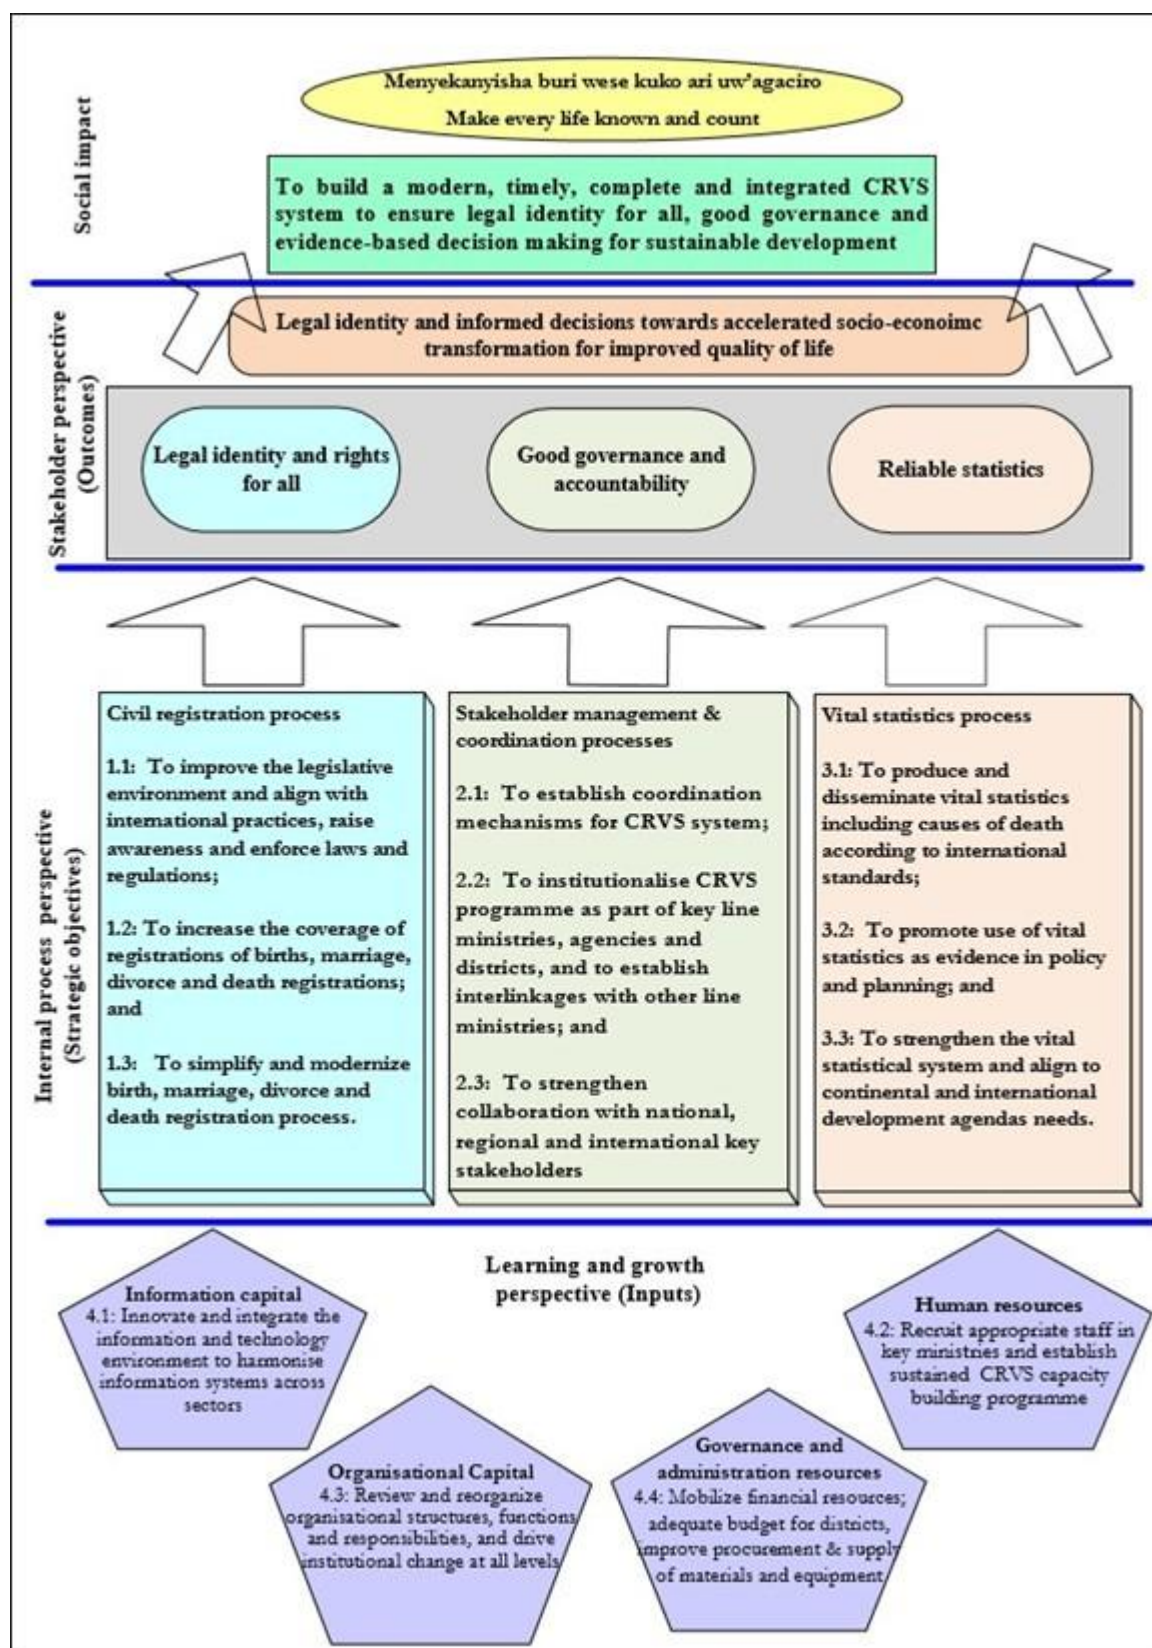 Social impact
Menyekanyisha buri wese kuko ari uw'agaciro
Make every life known and count
To build a modern, timely, complete and integrated CRVS
system to ensure legal identity for all, good governance and
evidence-based decision making for sustainable development
Stakeholder perspective
(Outcomes)
Legal identity and informed decisions towards accelerated socio-econoimc
transformation for improved quality of life
Legal identity and rights
for all
Good governance and
accountability
Reliable statistics
Internal process perspective
(Strategic objectives)
Civil registration process
1.1: To improve the legislative
environment and align with
international practices, raise
awareness and enforce laws and
regulations;
1.2: To increase the coverage of
registrations of births, marriage,
divorce and death registrations;
and
1.3: To simplify and modernize
birth, marriage, divorce and
death registration process.
Stakeholder management &
coordination processes
2.1: To establish coordination
mechanisms for CRVS system;
2.2: To institutionalise CRVS
programme as part of key line
ministries, agencies and
districts, and to establish
interlinkages with other line
ministries; and
2.3: To strengthen
collaboration with national,
regional and international key
stakeholders
Vital statistics process
3.1: To produce and
disseminate vital statistics
including causes of death
according to international
standards;
3.2: To promote use of vital
statistics as evidence in policy
and planning; and
3.3: To strengthen the vital
statistical system and align to
continental and international
development agendas needs.
Learning and growth
perspective (Inputs)
Information capital
4.1: Innovate and integrate the
information and technology
environment to harmonise
information systems across
sectors
Human resources
4.2: Recruit appropriate staff in
key ministries and establish
sustained CRVS capacity
building programme
Organisational Capital
4.3: Review and reorganize
organisational structures, functions
and responsibilities, and drive
institutional change at all levels
Governance and
administration resources
4.4: Mobilize financial resources;
adequate budget for districts,
improve procurement & supply
of materials and equipment